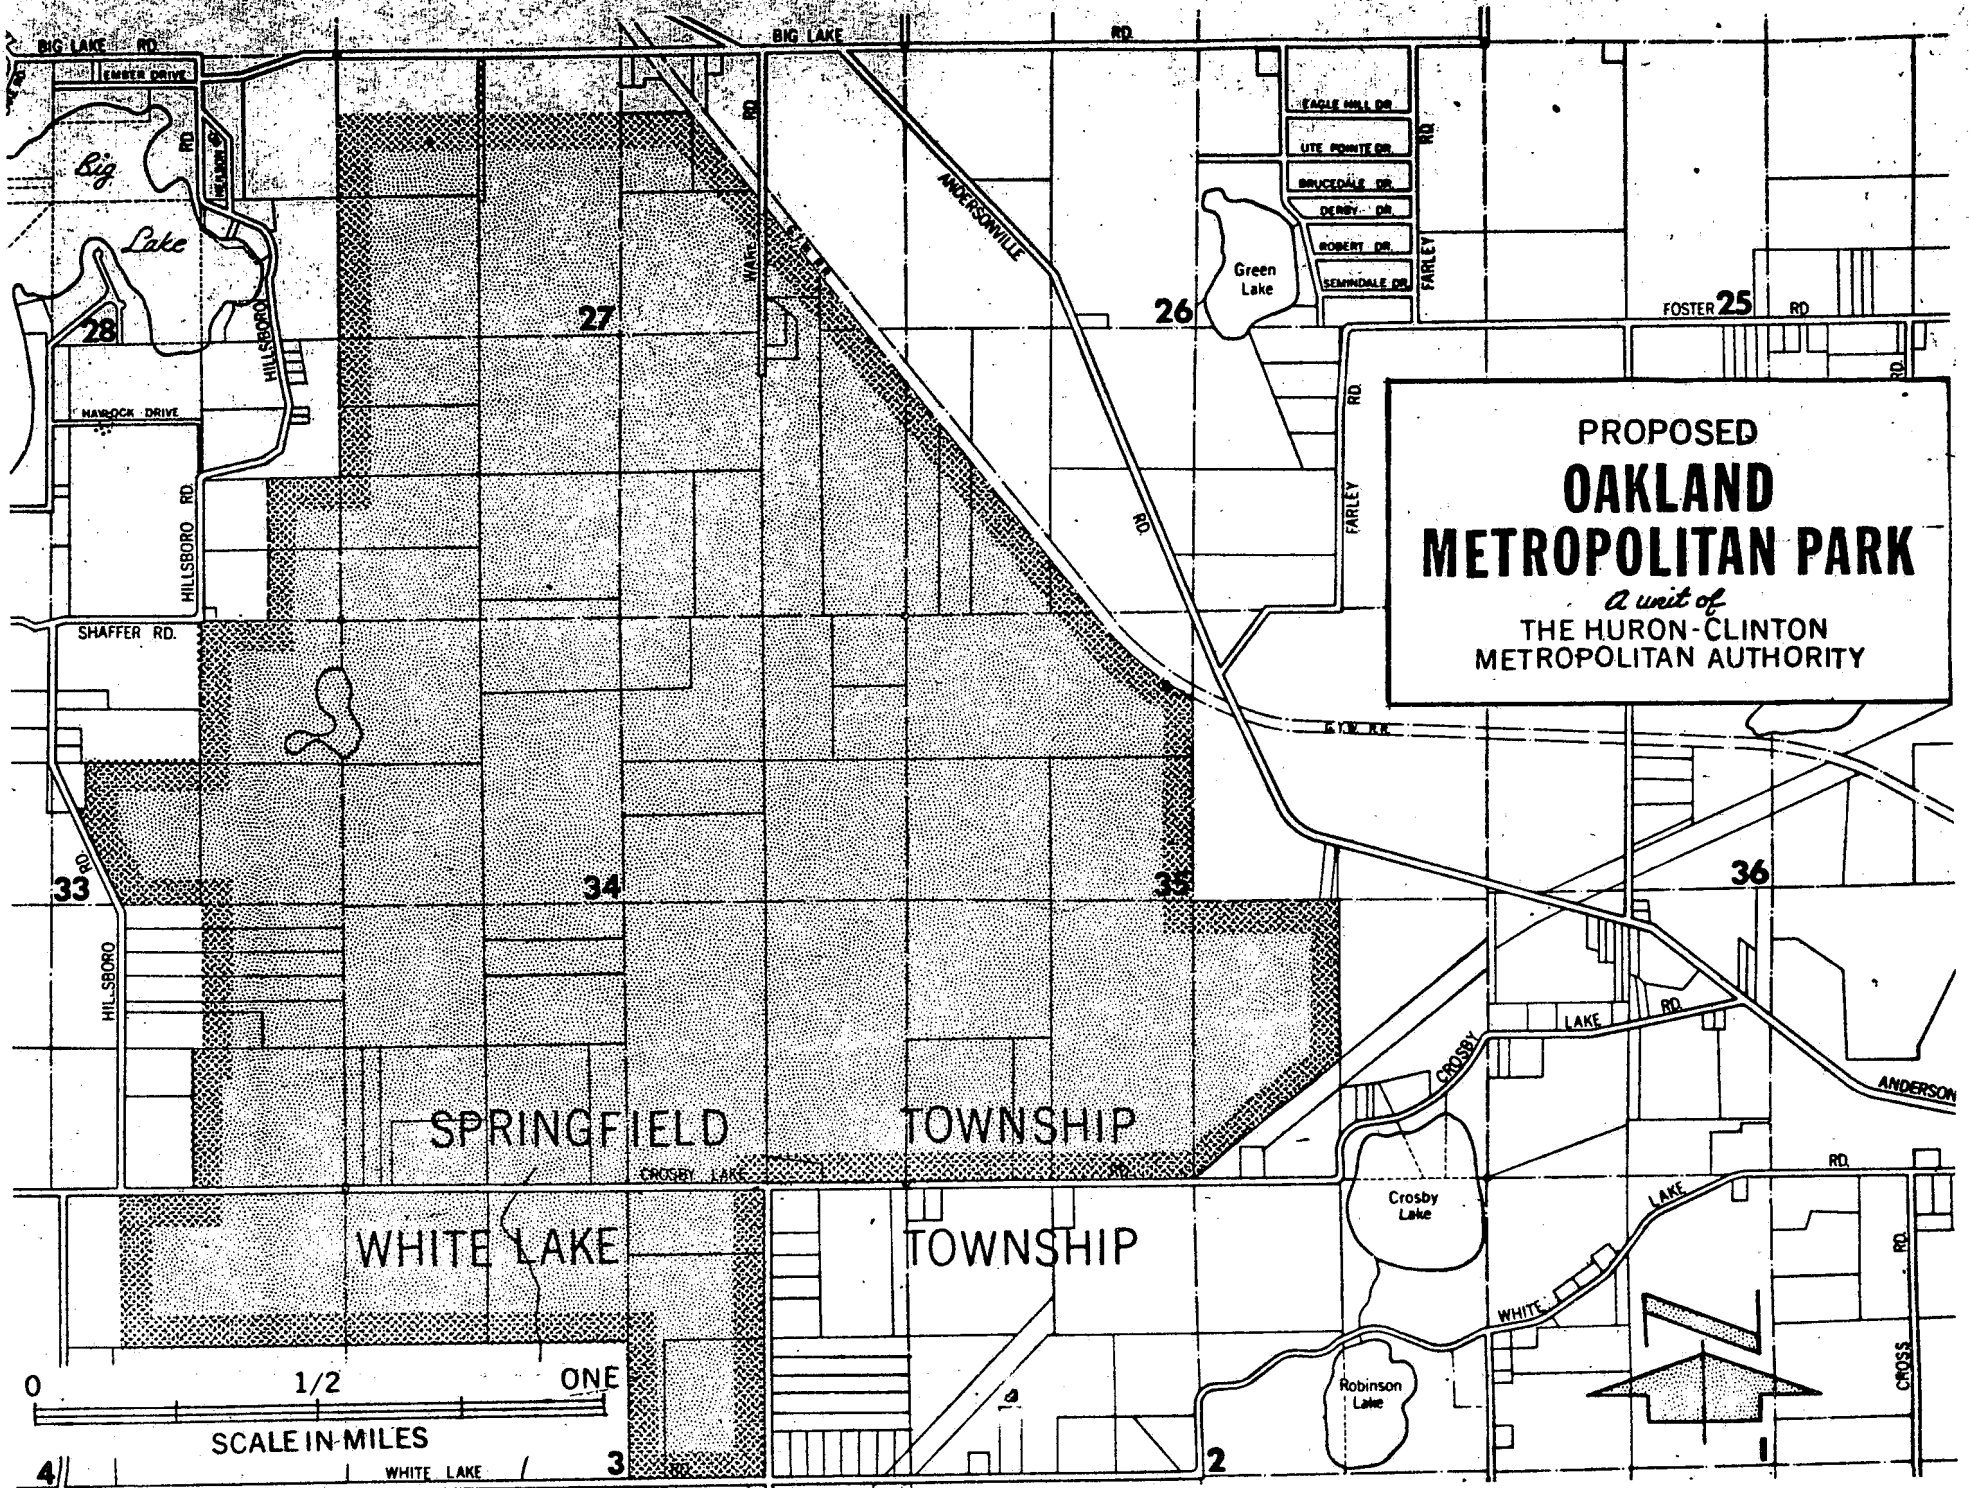 BIG LAKE RD.
BIG LAKE RD.
EMBER DRIVE
RD.
RD
RD
EAGLE HILL DR.
UTE POINTE DR.
BRUCEDALE DR.
DERBY DR.
ROBERT DR.
SEMINDALE DR.
FARLEY
Big
Lake
ANDERSONVILLE
WARE
G.T.W. R.R.
Green
Lake
28
27
26
FOSTER 25 RD
HILLSBORO
HAVLOCK DRIVE
RD.
RD.
FARLEY
RD.
HILLSBORO RD.
SHAFFER RD.
PROPOSED
OAKLAND
METROPOLITAN PARK
A unit of
THE HURON-CLINTON
METROPOLITAN AUTHORITY
G.T.W. R.R.
RD.
33
34
35
36
HILLSBORO
CROSBY LAKE RD.
ANDERSON
SPRINGFIELD TOWNSHIP
CROSBY LAKE RD.
RD.
WHITE LAKE TOWNSHIP
Crosby
Lake
WHITE LAKE
RD.
CROSS
Robinson
Lake
0 1/2 ONE
SCALE IN MILES
4
WHITE LAKE RD.
3
2
1